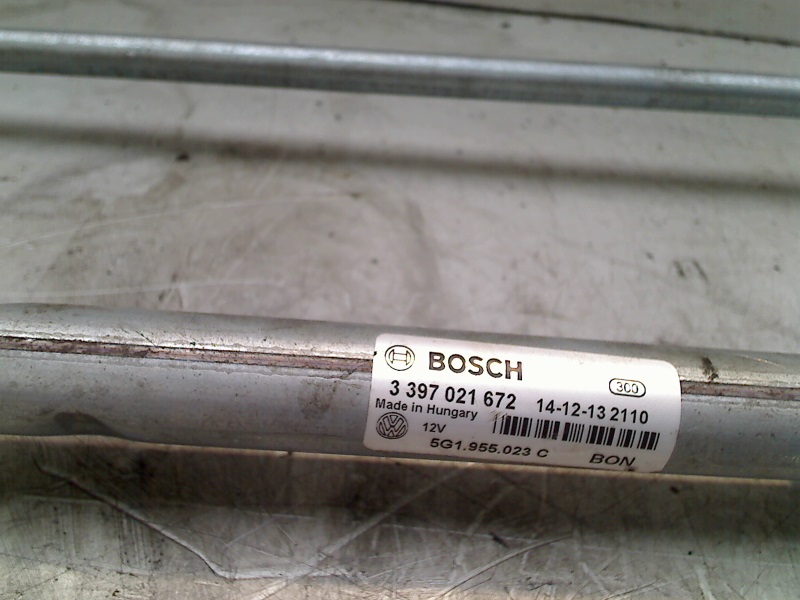 BOSCH
300
3 397 021 672 14-12-13 2110
Made in Hungary
12V
5G1.955.023 C BON